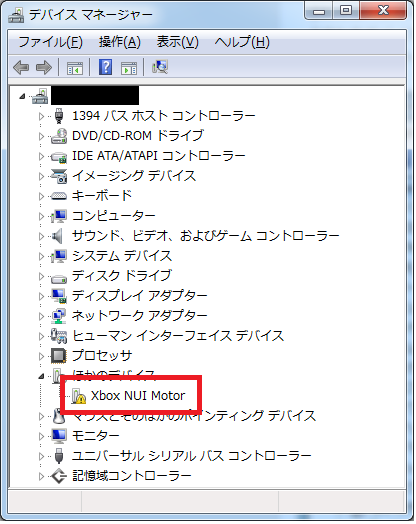 デバイス マネージャー
ファイル(F) 操作(A) 表示(V) ヘルプ(H)
1394 バス ホスト コントローラー
DVD/CD-ROM ドライブ
IDE ATA/ATAPI コントローラー
イメージング デバイス
キーボード
コンピューター
サウンド、ビデオ、およびゲーム コントローラー
システム デバイス
ディスク ドライブ
ディスプレイ アダプター
ネットワーク アダプター
ヒューマン インターフェイス デバイス
プロセッサ
ほかのデバイス
Xbox NUI Motor
マウスとそのほかのポインティング デバイス
モニター
ユニバーサル シリアル バス コントローラー
記憶域コントローラー